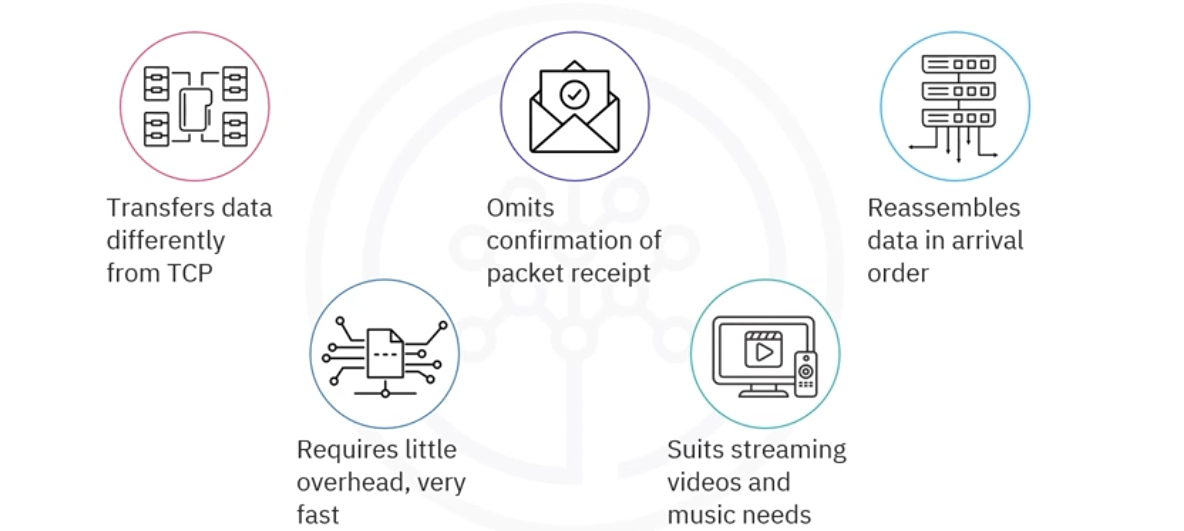 Transfers data
differently
from TCP
Omits
confirmation of
packet receipt
Reassembles
data in arrival
order
Requires little
overhead, very
fast
Suits streaming
videos and
music needs